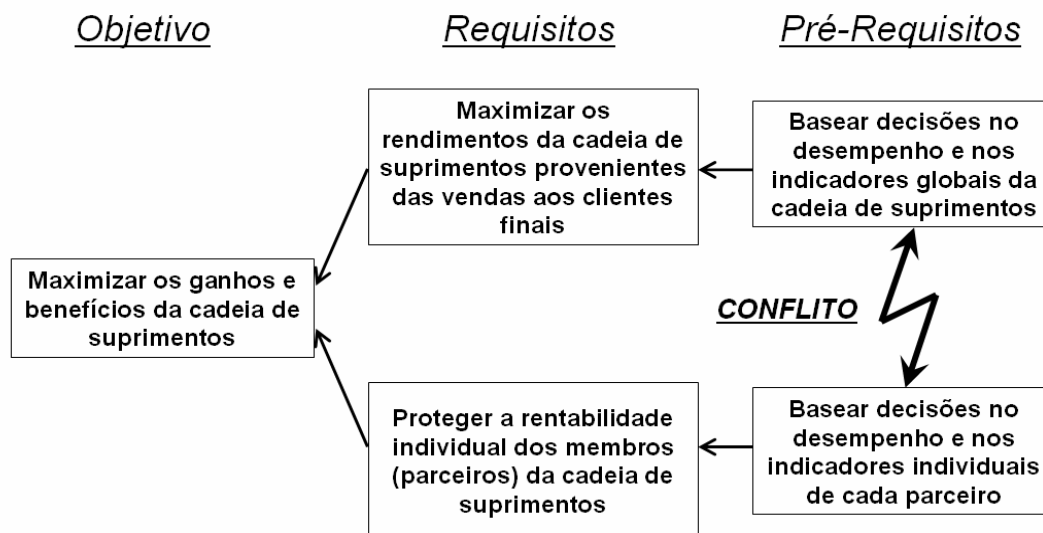 Objetivo
Requisitos
Pré-Requisitos
Maximizar os
rendimentos da cadeia de
suprimentos provenientes
das vendas aos clientes
finais
Basear decisões no
desempenho e nos
indicadores globais da
cadeia de suprimentos
Maximizar os ganhos e
benefícios da cadeia de
suprimentos
CONFLITO
Proteger a rentabilidade
individual dos membros
(parceiros) da cadeia de
suprimentos
Basear decisões no
desempenho e nos
indicadores individuais
de cada parceiro